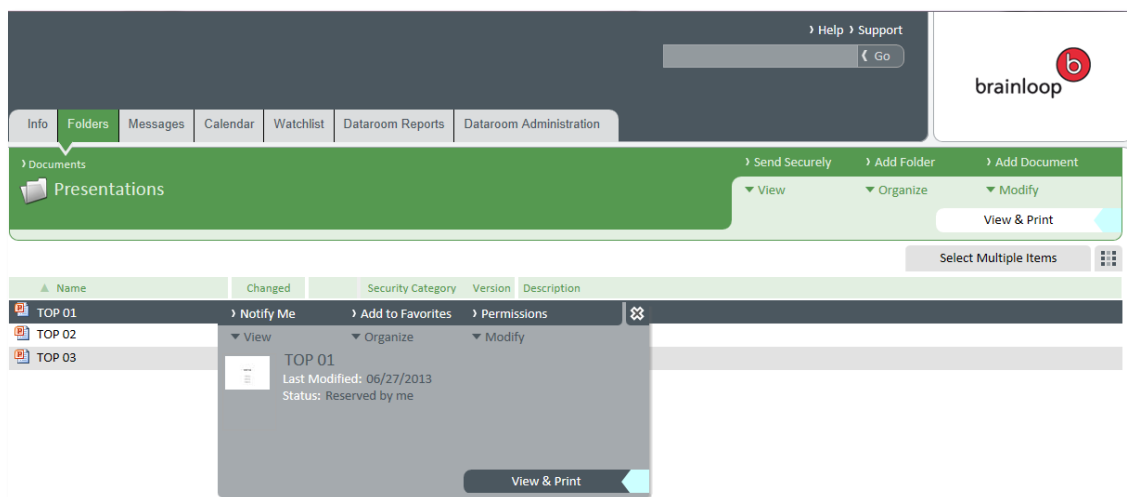 Help Support
Go
brainloop
b
Info Folders Messages Calendar Watchlist Dataroom Reports Dataroom Administration
Documents Send Securely Add Folder Add Document
Presentations View Organize Modify
View & Print
Select Multiple Items
Name Changed Security Category Version Description
TOP 01 Notify Me Add to Favorites Permissions
TOP 02 View Organize Modify
TOP 03 TOP 01
Last Modified: 06/27/2013
Status: Reserved by me
View & Print